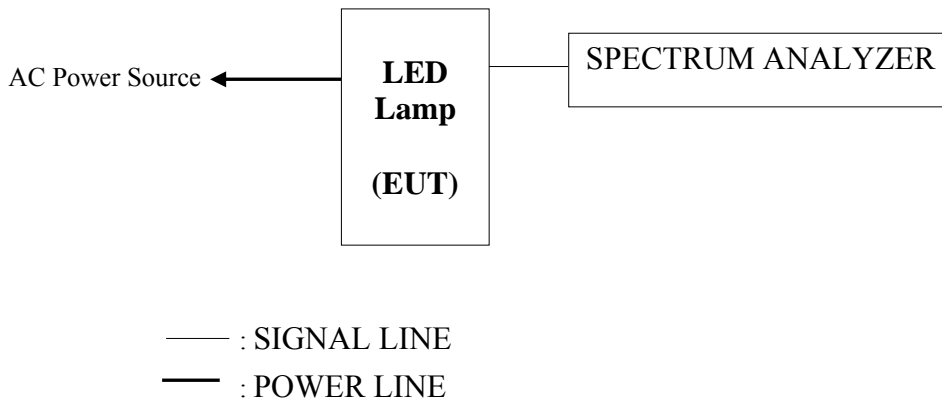 AC Power Source
LED
Lamp
(EUT)
SPECTRUM ANALYZER
: SIGNAL LINE
: POWER LINE